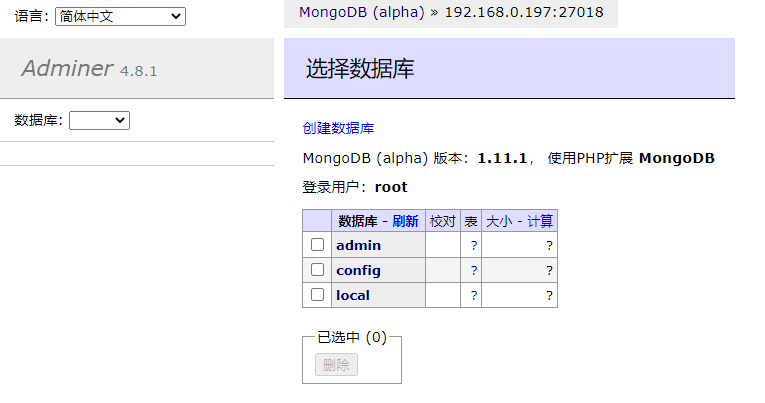 语言: 简体中文
MongoDB (alpha) » 192.168.0.197:27018
Adminer 4.8.1
选择数据库
数据库:
创建数据库
MongoDB (alpha) 版本：1.11.1， 使用PHP扩展 MongoDB
登录用户：root
数据库 - 刷新 校对 表 大小 - 计算
admin ? ?
config ? ?
local ? ?
已选中 (0)
删除